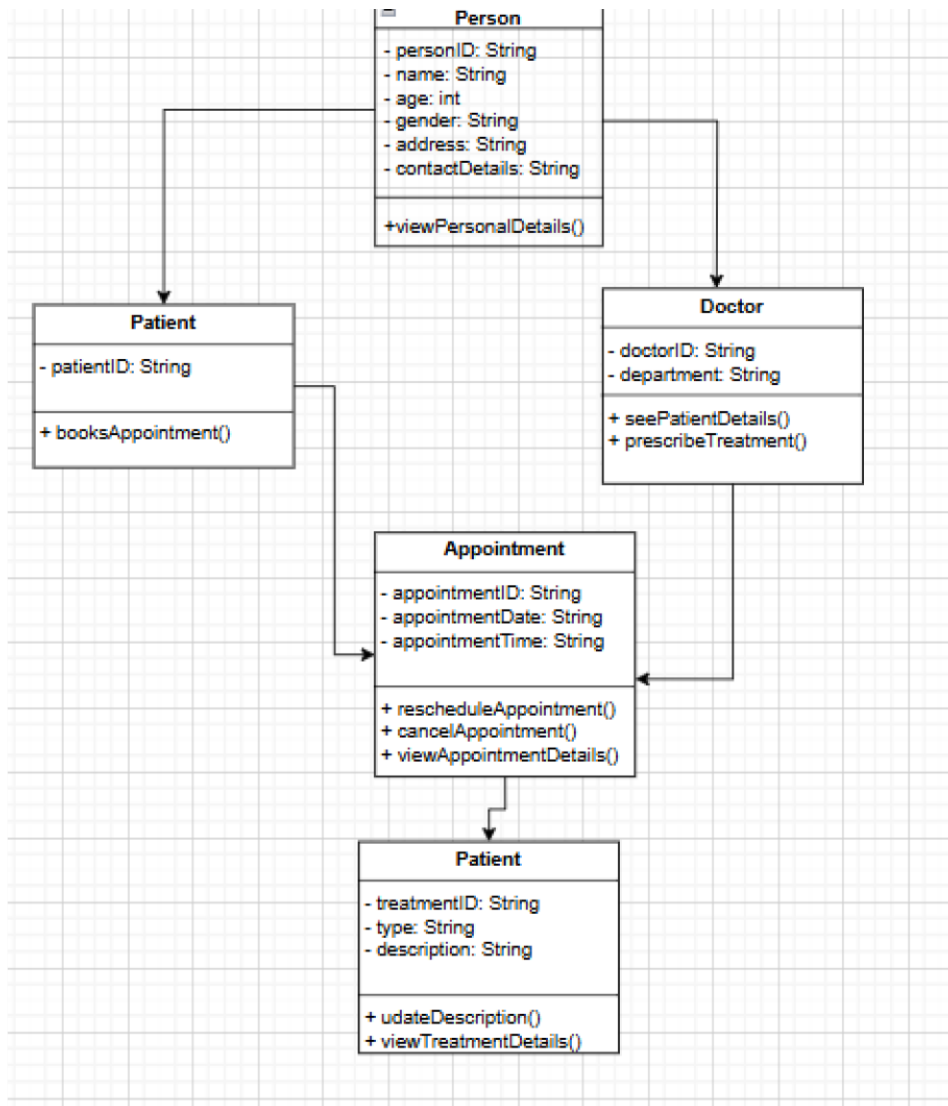 Person
- personID: String
- name: String
- age: int
- gender: String
- address: String
- contactDetails: String
+viewPersonalDetails()
Patient
- patientID: String
+ booksAppointment()
Doctor
- doctorID: String
- department: String
+ seePatientDetails()
+ prescribeTreatment()
Appointment
- appointmentID: String
- appointmentDate: String
- appointmentTime: String
+ rescheduleAppointment()
+ cancelAppointment()
+ viewAppointmentDetails()
Patient
- treatmentID: String
- type: String
- description: String
+ udateDescription()
+ viewTreatmentDetails()